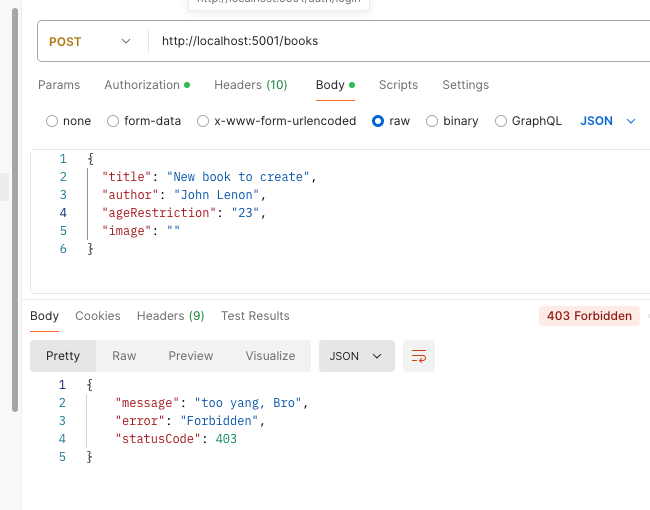 http://localhost:5001/auth/login
POST http://localhost:5001/books
Params Authorization Headers (10) Body Scripts Settings
none form-data x-www-form-urlencoded raw binary GraphQL JSON
1 {
2 "title": "New book to create",
3 "author": "John Lenon",
4 "ageRestriction": "23",
5 "image": ""
6 }
Body Cookies Headers (9) Test Results 403 Forbidden
Pretty Raw Preview Visualize JSON
1 {
2 "message": "too yang, Bro",
3 "error": "Forbidden",
4 "statusCode": 403
5 }